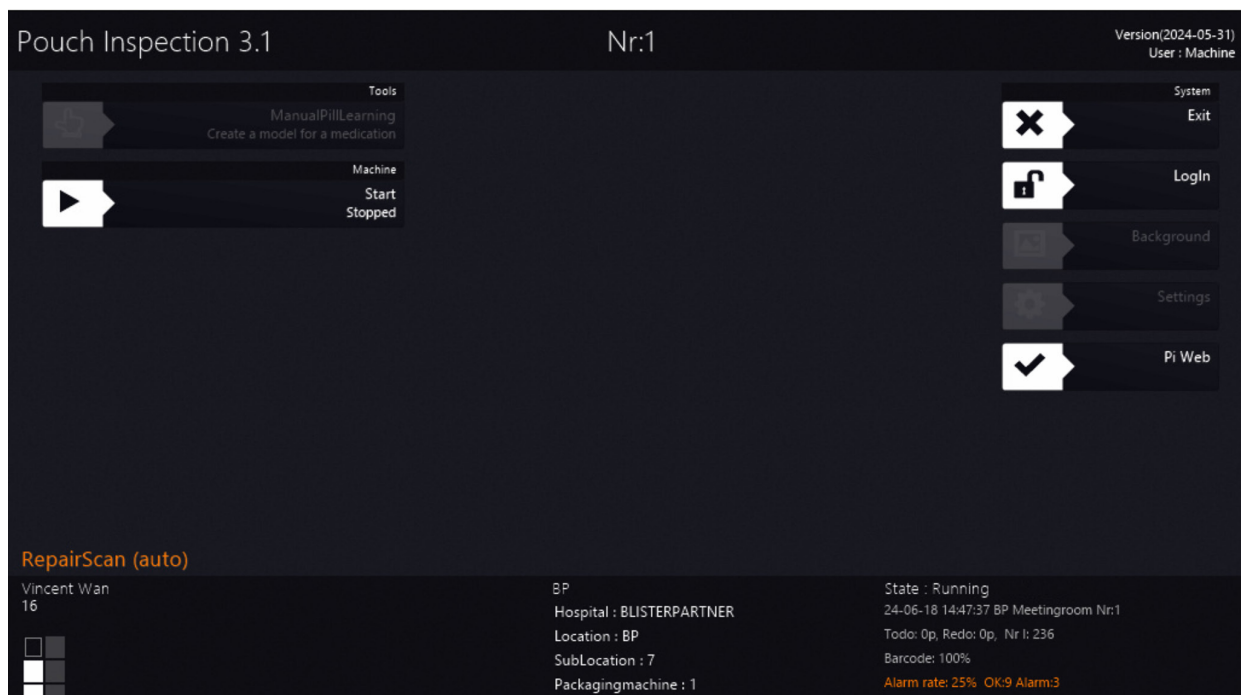 Pouch Inspection 3.1
Nr:1
Version(2024-05-31)
User : Machine
Tools
ManualPillLearning
Create a model for a medication
Machine
Start
Stopped
System
Exit
LogIn
Background
Settings
Pi Web
RepairScan (auto)
Vincent Wan
16
BP
Hospital : BLISTERPARTNER
Location : BP
SubLocation : 7
Packagingmachine : 1
State : Running
24-06-18 14:47:37 BP Meetingroom Nr:1
Todo: 0p, Redo: 0p, Nr I: 236
Barcode: 100%
Alarm rate: 25% OK:9 Alarm:3